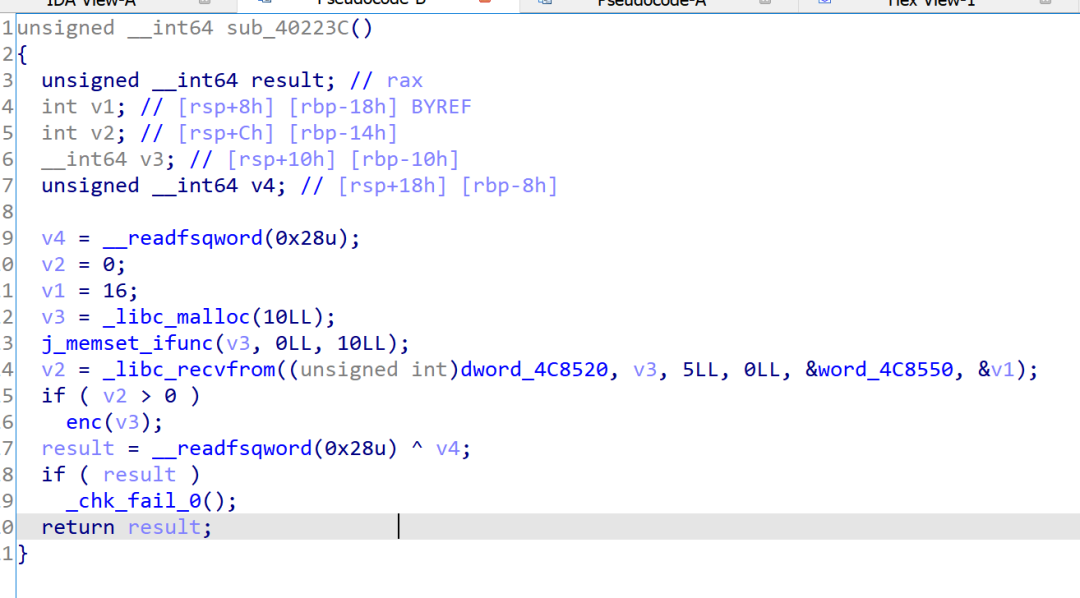 IDA View-A Pseudocode-B Pseudocode-A Hex View-1
1 unsigned __int64 sub_40223C()
2 {
3 unsigned __int64 result; // rax
4 int v1; // [rsp+8h] [rbp-18h] BYREF
5 int v2; // [rsp+Ch] [rbp-14h]
6 __int64 v3; // [rsp+10h] [rbp-10h]
7 unsigned __int64 v4; // [rsp+18h] [rbp-8h]
8
9 v4 = __readfsqword(0x28u);
0 v2 = 0;
1 v1 = 16;
2 v3 = _libc_malloc(10LL);
3 j_memset_ifunc(v3, 0LL, 10LL);
4 v2 = _libc_recvfrom((unsigned int)dword_4C8520, v3, 5LL, 0LL, &word_4C8550, &v1);
5 if ( v2 > 0 )
6 enc(v3);
7 result = __readfsqword(0x28u) ^ v4;
8 if ( result )
9 _chk_fail_0();
0 return result;
1 }